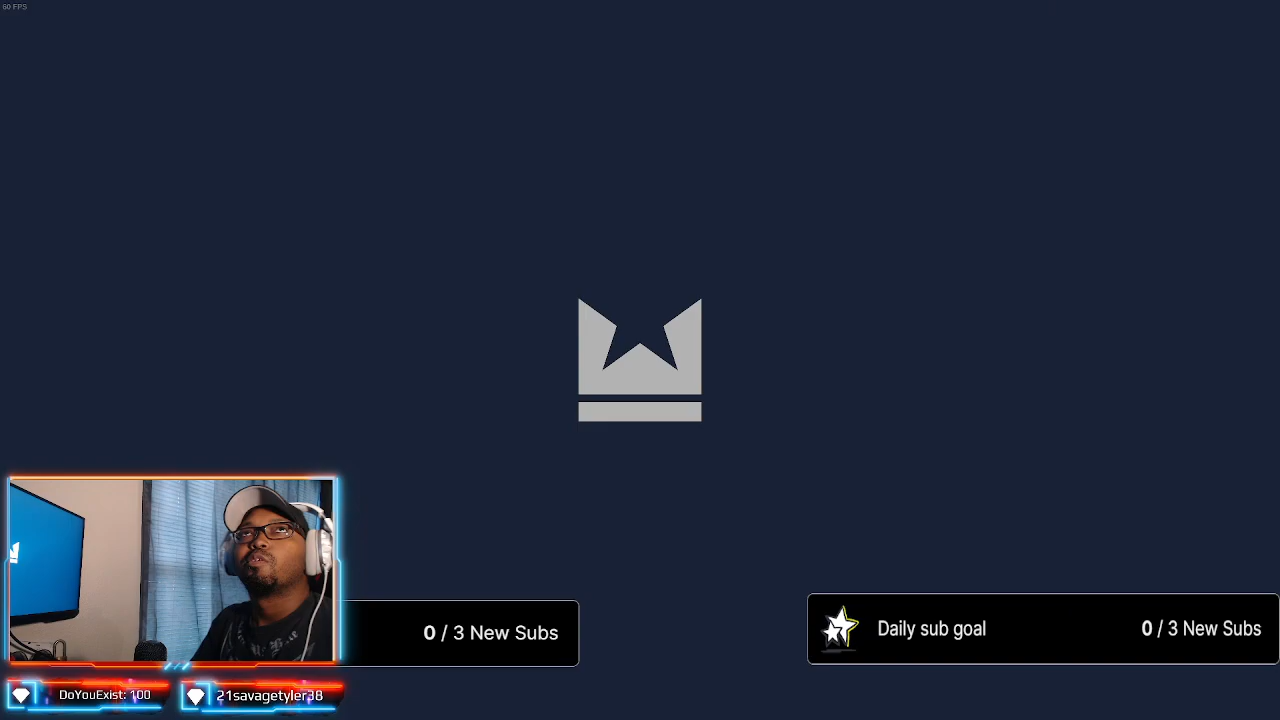 60 FPS
0 / 3 New Subs
Daily sub goal 0 / 3 New Subs
DoYouExist: 100
21savagetyler38